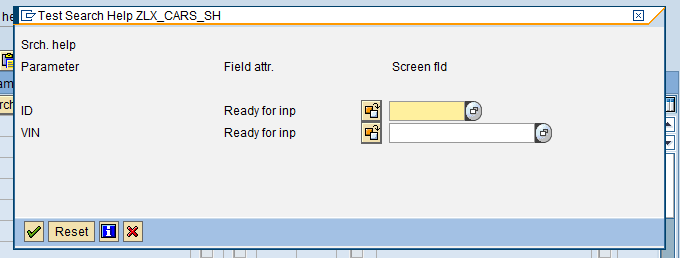 Test Search Help ZLX_CARS_SH
Srch. help
Parameter Field attr. Screen fld
ID Ready for inp
VIN Ready for inp
Reset